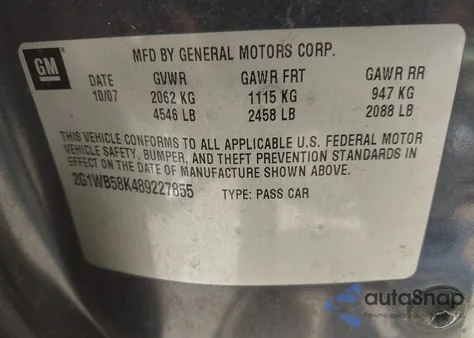 GM
MFD BY GENERAL MOTORS CORP.
DATE GVWR GAWR FRT GAWR RR
10/07 2062 KG 1115 KG 947 KG
4546 LB 2458 LB 2088 LB
THIS VEHICLE CONFORMS TO ALL APPLICABLE U.S. FEDERAL MOTOR
VEHICLE SAFETY, BUMPER, AND THEFT PREVENTION STANDARDS IN
EFFECT ON THE DATE OF MANUFACTURE SHOWN ABOVE.
2G1WB58K489227855 TYPE: PASS CAR
autoSnap